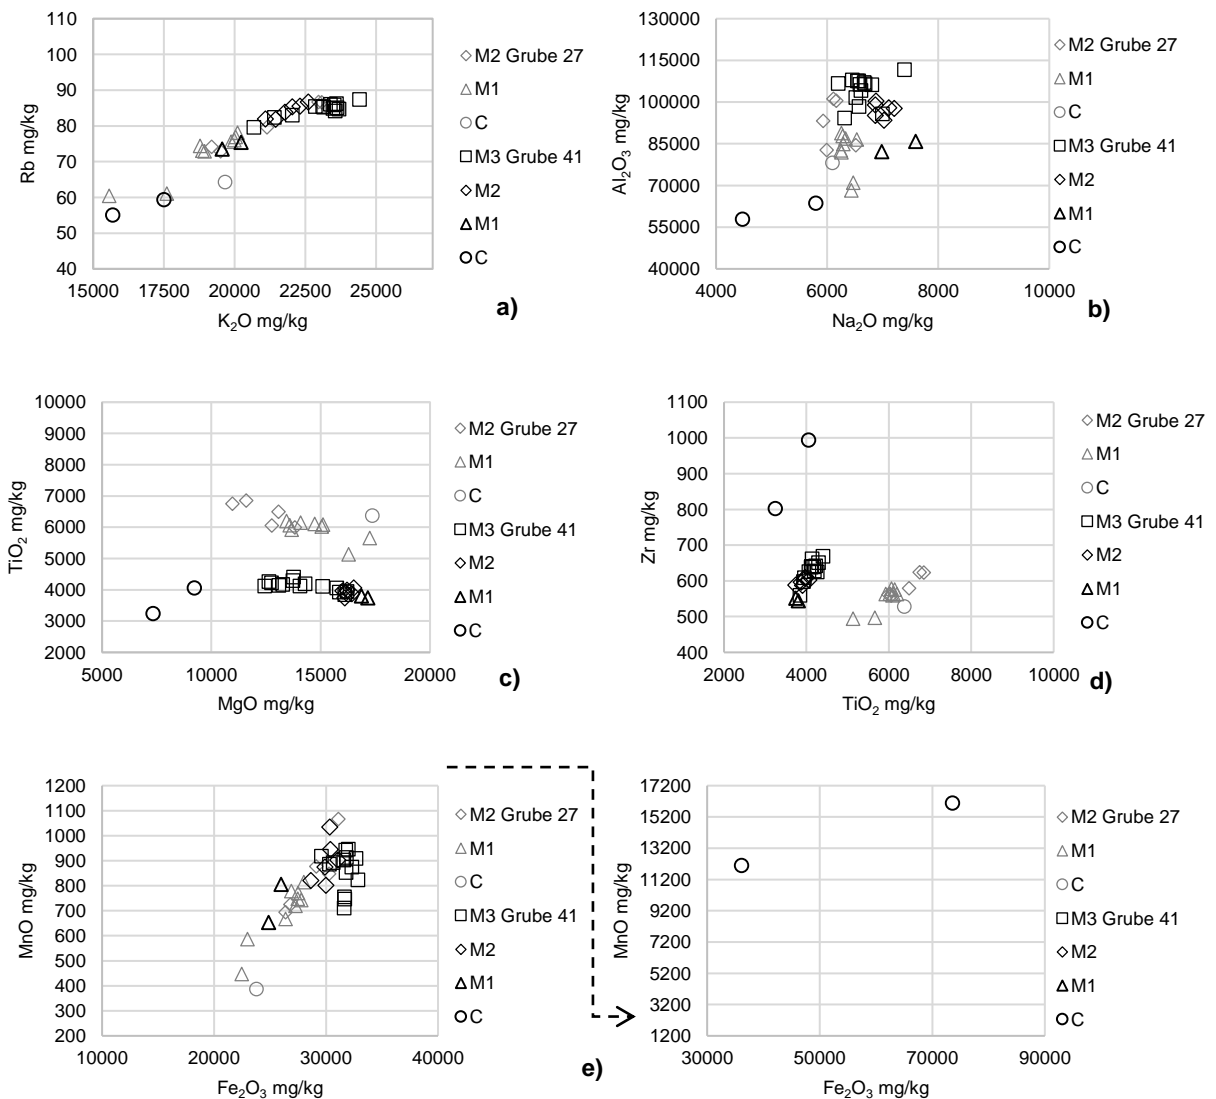 110
100
90
80
70
60
50
40
Rb mg/kg
15000 17500 20000 22500 25000
K₂O mg/kg
M2 Grube 27
M1
C
M3 Grube 41
M2
M1
C
a)
130000
115000
100000
85000
70000
55000
40000
Al₂O₃ mg/kg
4000 6000 8000 10000
Na₂O mg/kg
M2 Grube 27
M1
C
M3 Grube 41
M2
M1
C
b)
10000
9000
8000
7000
6000
5000
4000
3000
2000
TiO₂ mg/kg
5000 10000 15000 20000
MgO mg/kg
M2 Grube 27
M1
C
M3 Grube 41
M2
M1
C
c)
1100
1000
900
800
700
600
500
400
Zr mg/kg
2000 4000 6000 8000 10000
TiO₂ mg/kg
M2 Grube 27
M1
C
M3 Grube 41
M2
M1
C
d)
1200
1100
1000
900
800
700
600
500
400
300
200
MnO mg/kg
10000 20000 30000 40000
Fe₂O₃ mg/kg
M2 Grube 27
M1
C
M3 Grube 41
M2
M1
C
e)
17200
15200
13200
11200
9200
7200
5200
3200
1200
MnO mg/kg
30000 50000 70000 90000
Fe₂O₃ mg/kg
M2 Grube 27
M1
C
M3 Grube 41
M2
M1
C